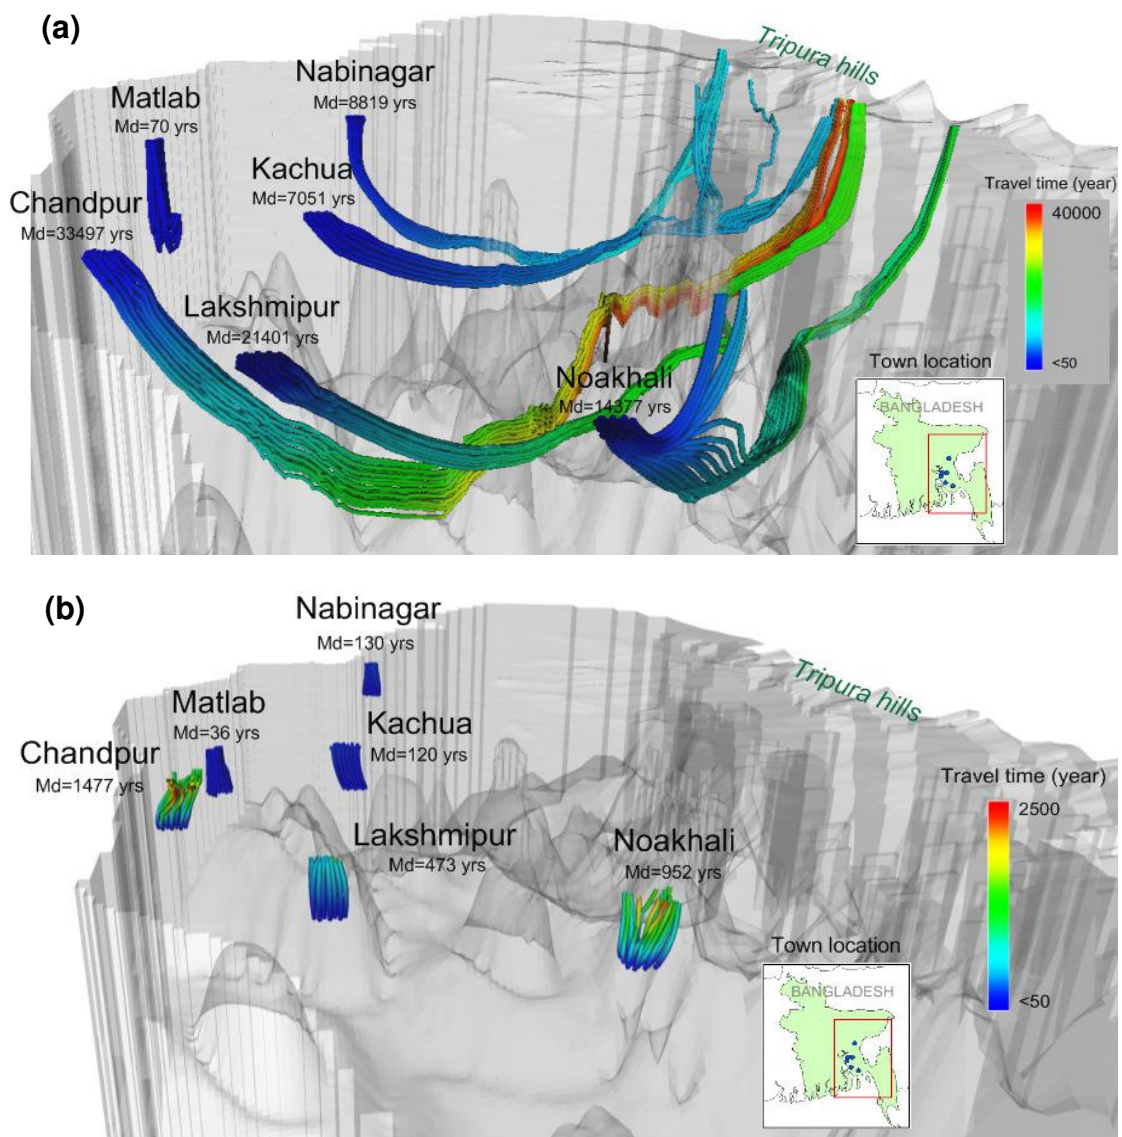 (a)
Tripura hills
Nabinagar
Md=8819 yrs
Matlab
Md=70 yrs
Kachua
Md=7051 yrs
Travel time (year)
40000
<50
Chandpur
Md=33497 yrs
Lakshmipur
Md=21401 yrs
Noakhali
Md=14377 yrs
Town location
BANGLADESH
(b)
Nabinagar
Md=130 yrs
Tripura hills
Matlab
Md=36 yrs
Kachua
Md=120 yrs
Chandpur
Md=1477 yrs
Travel time (year)
2500
<50
Lakshmipur
Md=473 yrs
Noakhali
Md=952 yrs
Town location
BANGLADESH